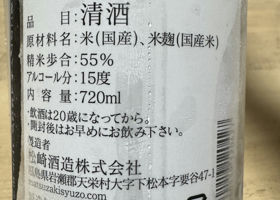 品目:清酒
原材料名:米(国産)、米麹(国産米)
精米歩合:55%
アルコール分:15度
内容量:720ml
・飲酒は20歳になってから。
・開封後はお早めにお飲み下さい。
製造者
松崎酒造株式会社
島県岩瀬郡天栄村大字下松本字要谷47-1
atsuzakisyuzo.com/